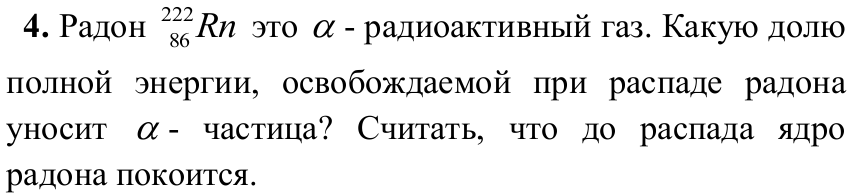 4. Радон ²²²₈₆Rn это α - радиоактивный газ. Какую долю
полной энергии, освобождаемой при распаде радона
уносит α - частица? Считать, что до распада ядро
радона покоится.